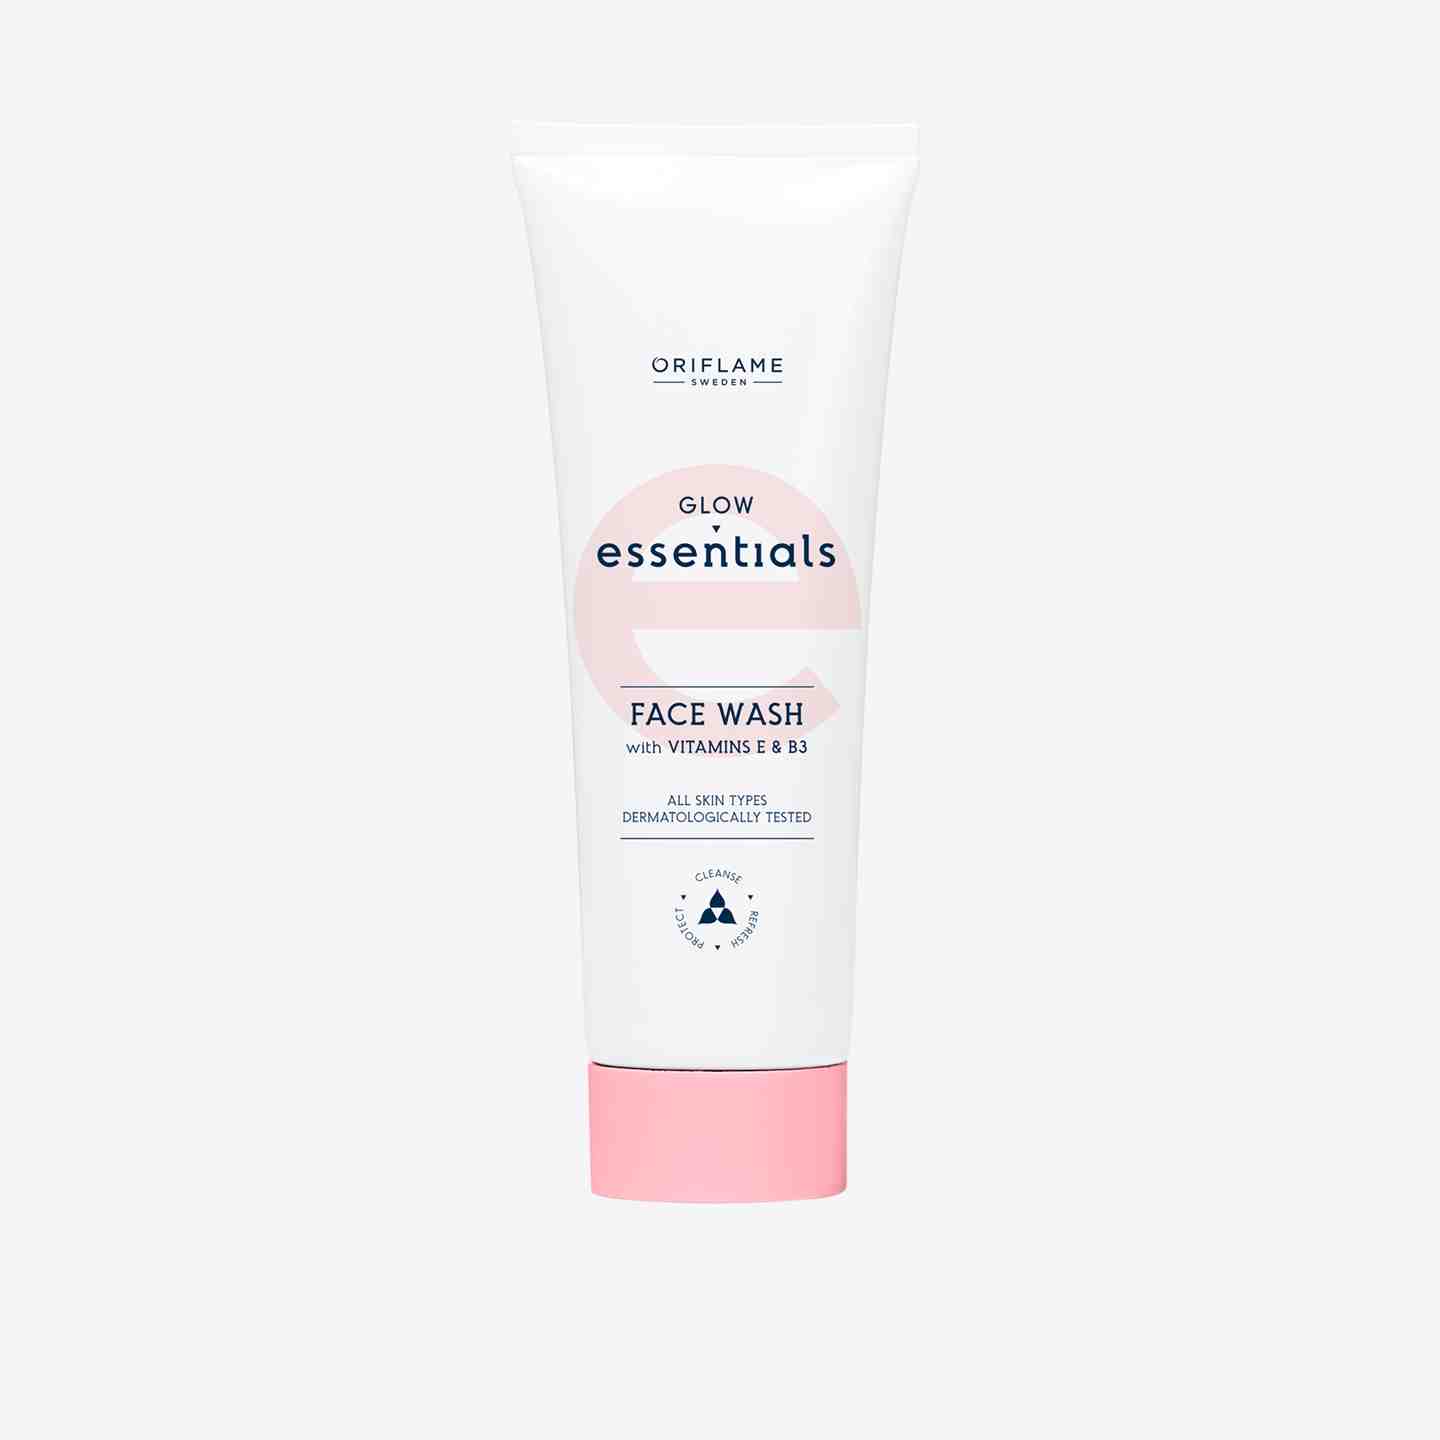 ORIFLAME
SWEDEN
GLOW
essentials
FACE WASH
with VITAMINS E & B3
ALL SKIN TYPES
DERMATOLOGICALLY TESTED
CLEANSE
REFRESH
PROTECT